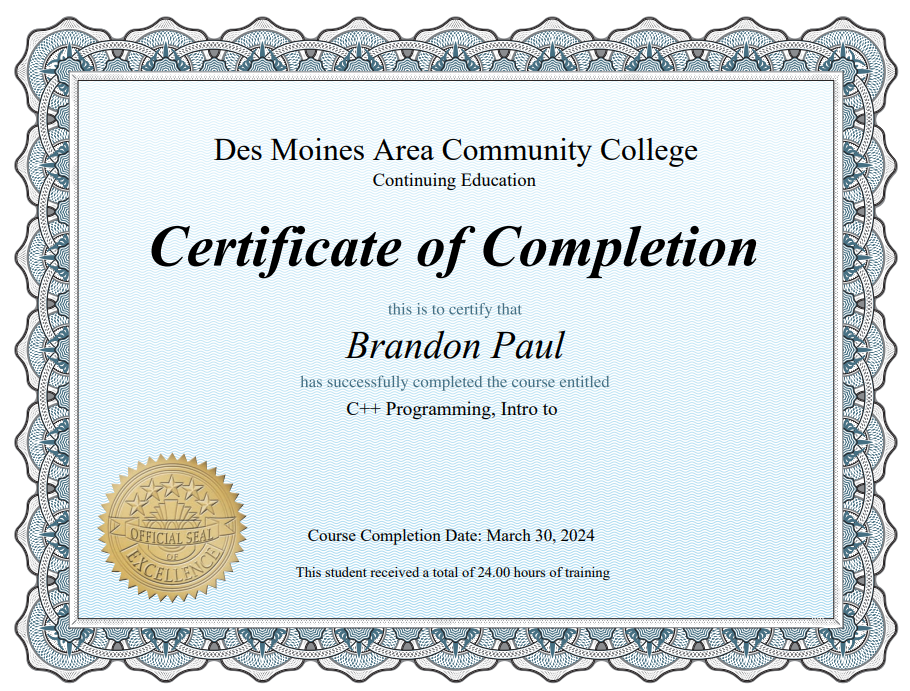 Des Moines Area Community College
Continuing Education
Certificate of Completion
this is to certify that
Brandon Paul
has successfully completed the course entitled
C++ Programming, Intro to
OFFICIAL SEAL
OF
EXCELLENCE
Course Completion Date: March 30, 2024
This student received a total of 24.00 hours of training